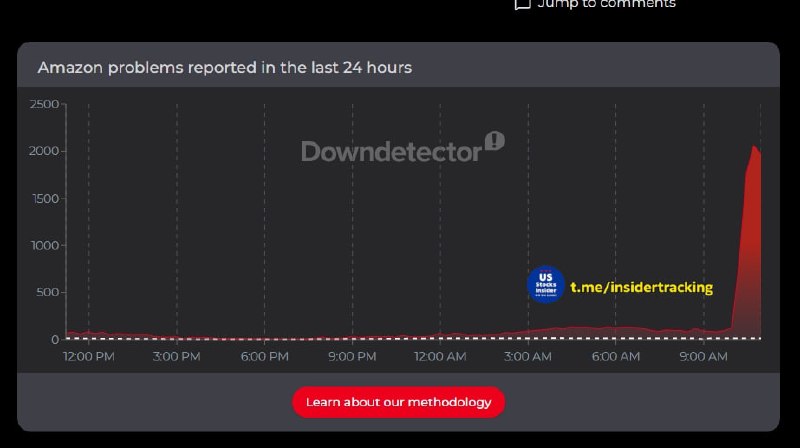 Jump to comments
Amazon problems reported in the last 24 hours
2500
2000
1500
1000
500
0
Downdetector
US
Stocks
Insider
t.me/insidertracking
12:00 PM 3:00 PM 6:00 PM 9:00 PM 12:00 AM 3:00 AM 6:00 AM 9:00 AM
Learn about our methodology